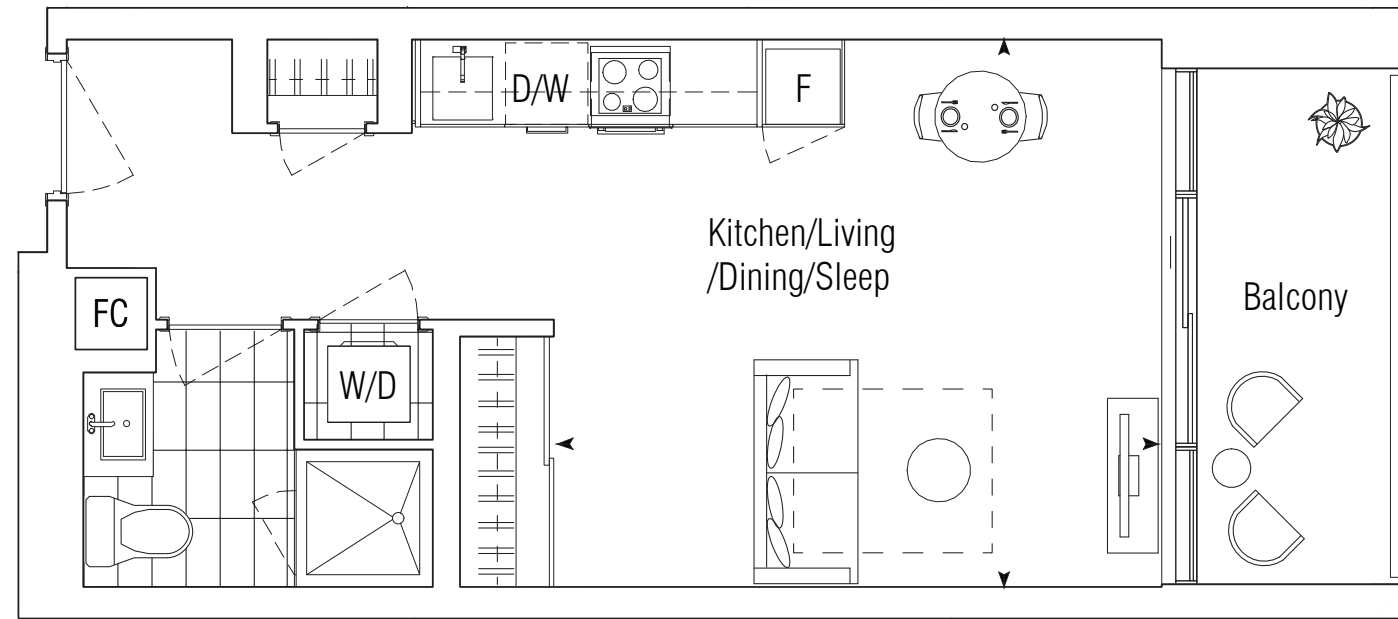 D/W
F
Kitchen/Living
/Dining/Sleep
Balcony
FC
W/D